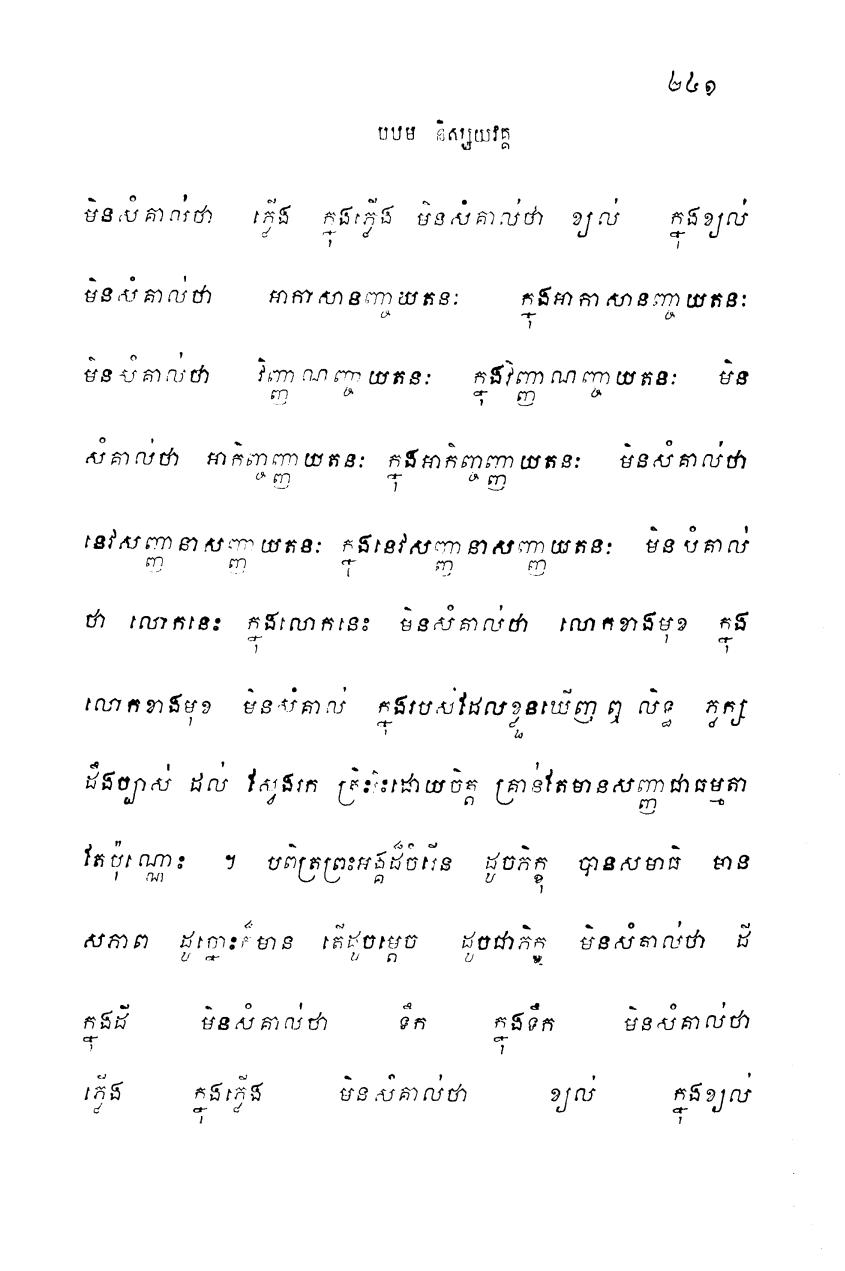 ២៤១
បឋម និស្សយវគ្គ
មិនសំគាល់ថា ភ្លើង ក្នុងភ្លើង មិនសំគាល់ថា ខ្យល់ ក្នុងខ្យល់
មិនសំគាល់ថា អាកាសានញ្ចាយតនៈ ក្នុងអាកាសានញ្ចាយតនៈ
មិនសំគាល់ថា វិញ្ញាណញ្ចាយតនៈ ក្នុងវិញ្ញាណញ្ចាយតនៈ មិន
សំគាល់ថា អាកិញ្ចញ្ញាយតនៈ ក្នុងអាកិញ្ចញ្ញាយតនៈ មិនសំគាល់ថា
នេវសញ្ញានាសញ្ញាយតនៈ ក្នុងនេវសញ្ញានាសញ្ញាយតនៈ មិនសំគាល់
ថា លោកនេះ ក្នុងលោកនេះ មិនសំគាល់ថា លោកខាងមុខ ក្នុង
លោកខាងមុខ មិនសំគាល់ ក្នុងរបស់ដែលខ្លួនឃើញ ឮ លិទ្ធ ភ្លក្ស
ដឹងច្បាស់ ដល់ ស្វែងរក ត្រិះរិះដោយចិត្ត គ្រាន់តែមានសញ្ញាជាធម្មតា
តែប៉ុណ្ណោះ ។ បពិត្រព្រះអង្គដ៏ចំរើន ដូចភិក្ខុ បានសមាធិ មាន
សភាព ដូច្នោះក៏មាន តើដូចម្តេច ដូចជាភិក្ខុ មិនសំគាល់ថា ដី
ក្នុងដី មិនសំគាល់ថា ទឹក ក្នុងទឹក មិនសំគាល់ថា
ភ្លើង ក្នុងភ្លើង មិនសំគាល់ថា ខ្យល់ ក្នុងខ្យល់